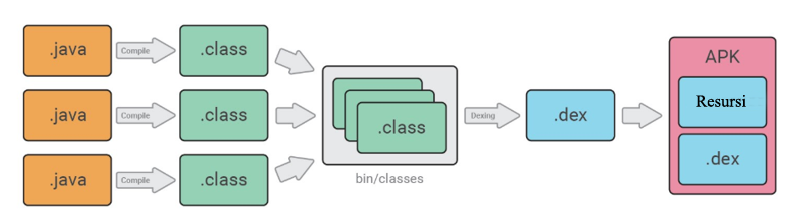 .java
Compile
.class
.java
Compile
.class
.java
Compile
.class
.class
bin/classes
Dexing
.dex
APK
Resursi
.dex